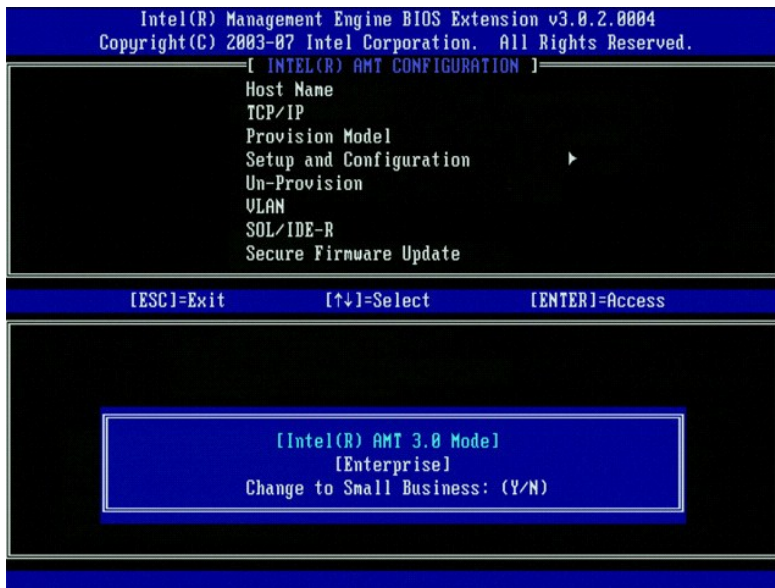 Intel(R) Management Engine BIOS Extension v3.0.2.0004
Copyright(C) 2003-07 Intel Corporation.  All Rights Reserved.
[ INTEL(R) AMT CONFIGURATION ]
Host Name
TCP/IP
Provision Model
Setup and Configuration ►
Un-Provision
VLAN
SOL/IDE-R
Secure Firmware Update
[ESC]=Exit [↑↓]=Select [ENTER]=Access
[Intel(R) AMT 3.0 Mode]
[Enterprise]
Change to Small Business: (Y/N)